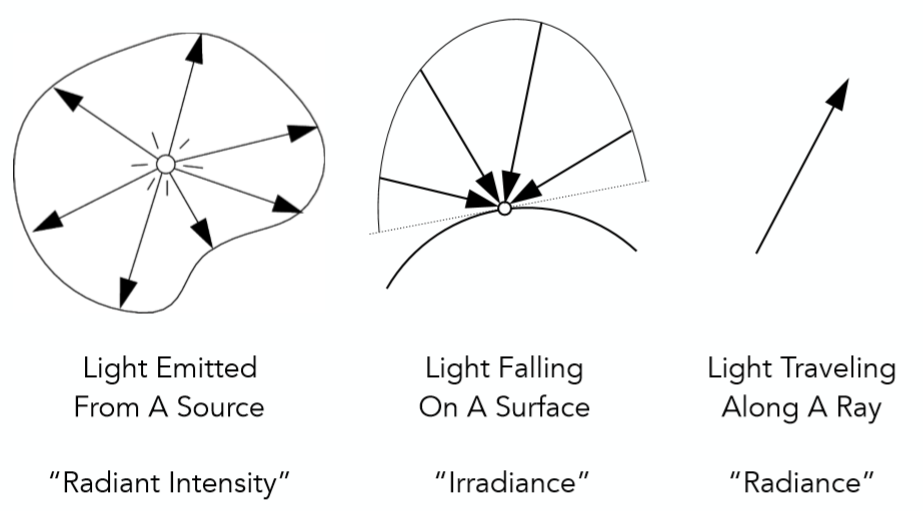 Light Emitted
From A Source
"Radiant Intensity"
Light Falling
On A Surface
"Irradiance"
Light Traveling
Along A Ray
"Radiance"